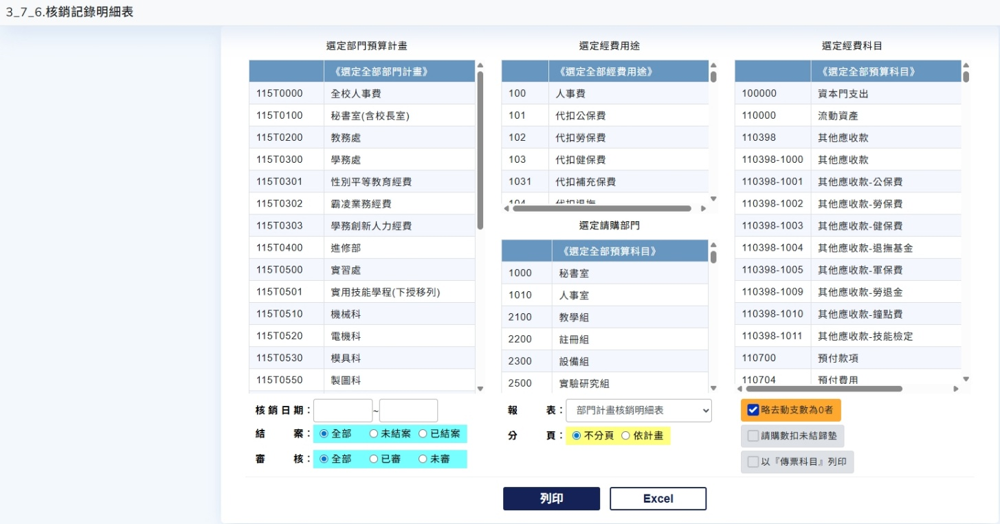 3_7_6.核銷記錄明細表
選定部門預算計畫
《選定全部部門計畫》
115T0000 全校人事費
115T0100 秘書室(含校長室)
115T0200 教務處
115T0300 學務處
115T0301 性別平等教育經費
115T0302 霸凌業務經費
115T0303 學務創新人力經費
115T0400 進修部
115T0500 實習處
115T0501 實用技能學程(下授移列)
115T0510 機械科
115T0520 電機科
115T0530 模具科
115T0550 製圖科
選定經費用途
《選定全部經費用途》
100 人事費
101 代扣公保費
102 代扣勞保費
103 代扣健保費
1031 代扣補充保費
104 代扣退撫
選定請購部門
《選定全部預算科目》
1000 秘書室
1010 人事室
2100 教學組
2200 註冊組
2300 設備組
2500 實驗研究組
選定經費科目
《選定全部預算科目》
100000 資本門支出
110000 流動資產
110398 其他應收款
110398-1000 其他應收款
110398-1001 其他應收款-公保費
110398-1002 其他應收款-勞保費
110398-1003 其他應收款-健保費
110398-1004 其他應收款-退撫基金
110398-1005 其他應收款-軍保費
110398-1009 其他應收款-勞退金
110398-1010 其他應收款-鐘點費
110398-1011 其他應收款-技能檢定
110700 預付款項
110704 預付費用
核銷日期：~
結 案：全部 未結案 已結案
審 核：全部 已審 未審
報 表：部門計畫核銷明細表
分 頁：不分頁 依計畫
略去動支數為0者
請購數扣未結歸墊
以『傳票科目』列印
列印 Excel